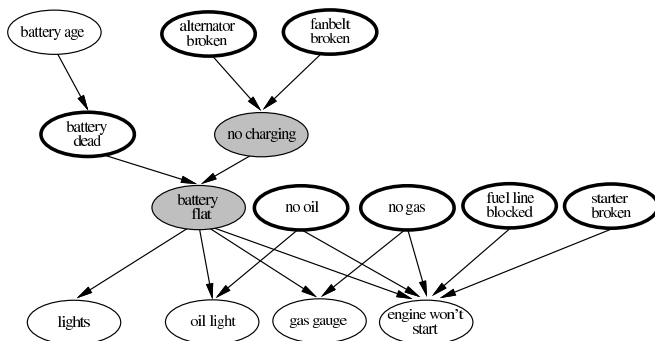 battery age
alternator
broken
fanbelt
broken
battery
dead
no charging
battery
flat
no oil
no gas
fuel line
blocked
starter
broken
lights
oil light
gas gauge
engine won't
start